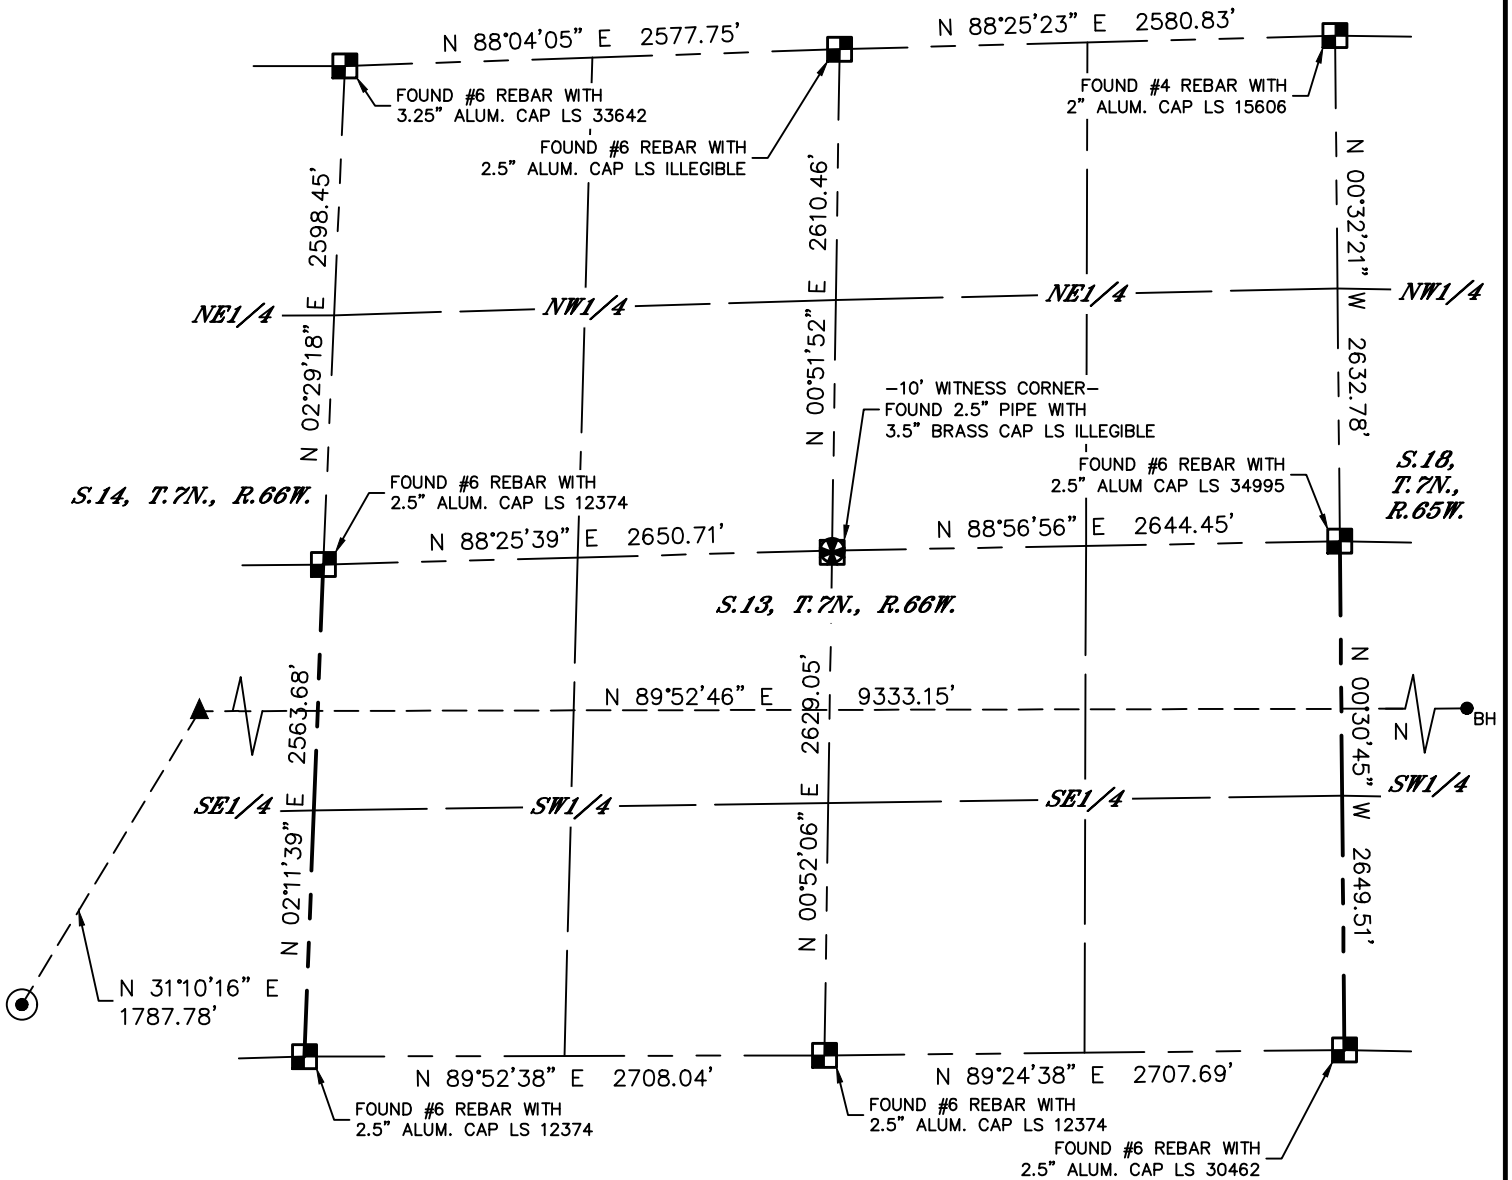 N 88°04'05" E 2577.75'
N 88°25'23" E 2580.83'
FOUND #6 REBAR WITH
3.25" ALUM. CAP LS 33642
FOUND #6 REBAR WITH
2.5" ALUM. CAP LS ILLEGIBLE
FOUND #4 REBAR WITH
2" ALUM. CAP LS 15606
N 02°29'18" E 2598.45'
N 00°51'52" E 2610.46'
N 00°32'21" W 2632.78'
NE1/4
NW1/4
NE1/4
NW1/4
-10' WITNESS CORNER-
FOUND 2.5" PIPE WITH
3.5" BRASS CAP LS ILLEGIBLE
S.14, T.7N., R.66W.
FOUND #6 REBAR WITH
2.5" ALUM. CAP LS 12374
FOUND #6 REBAR WITH
2.5" ALUM CAP LS 34995
S.18,
T.7N.,
R.65W.
N 88°25'39" E 2650.71'
N 88°56'56" E 2644.45'
S.13, T.7N., R.66W.
N 89°52'46" E 9333.15'
N
BH
N 02°11'39" E 2563.68'
N 00°52'06" E 2629.05'
N 00°30'45" W 2649.51'
SE1/4
SW1/4
SE1/4
SW1/4
N 31°10'16" E
1787.78'
N 89°52'38" E 2708.04'
N 89°24'38" E 2707.69'
FOUND #6 REBAR WITH
2.5" ALUM. CAP LS 12374
FOUND #6 REBAR WITH
2.5" ALUM. CAP LS 12374
FOUND #6 REBAR WITH
2.5" ALUM. CAP LS 30462